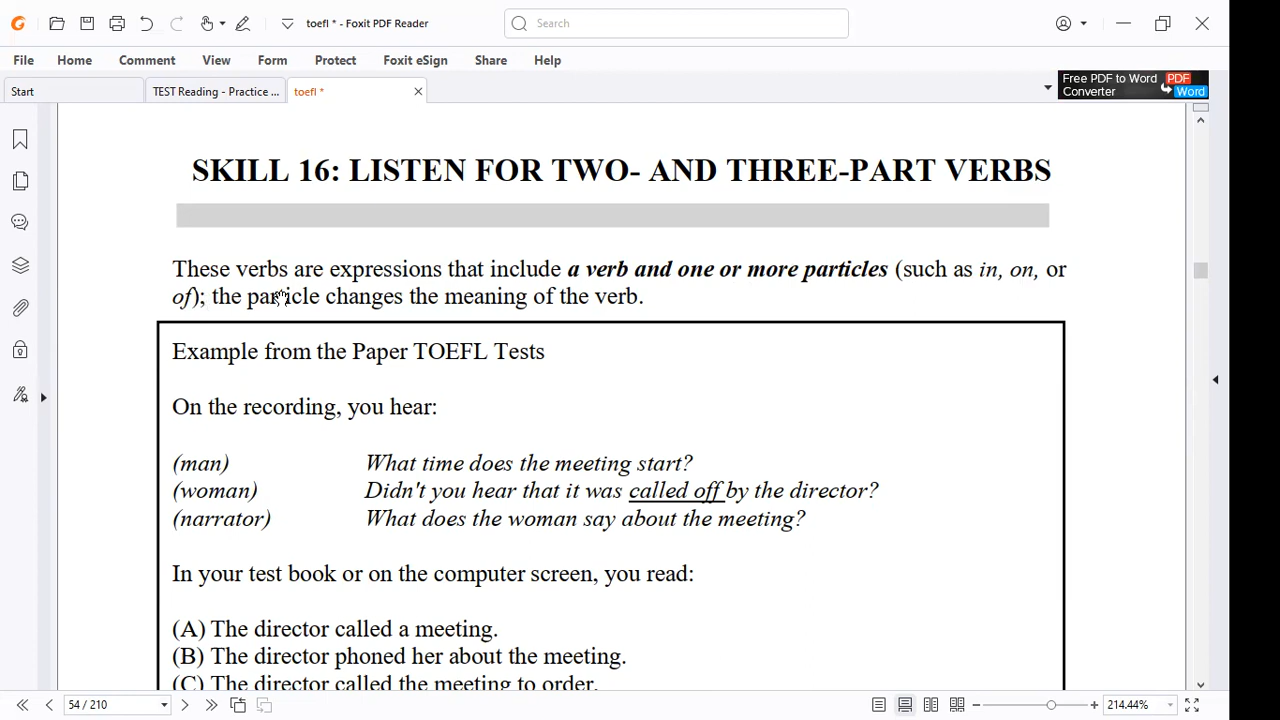 toefl * - Foxit PDF Reader
Search
File Home Comment View Form Protect Foxit eSign Share Help
Start
TEST Reading - Practice ...
toefl *
Free PDF to Word
Converter
PDF
Word
SKILL 16: LISTEN FOR TWO- AND THREE-PART VERBS
These verbs are expressions that include a verb and one or more particles (such as in, on, or
of); the particle changes the meaning of the verb.
Example from the Paper TOEFL Tests
On the recording, you hear:
(man) What time does the meeting start?
(woman) Didn't you hear that it was called off by the director?
(narrator) What does the woman say about the meeting?
In your test book or on the computer screen, you read:
(A) The director called a meeting.
(B) The director phoned her about the meeting.
(C) The director called the meeting to order.
54 / 210
214.44%